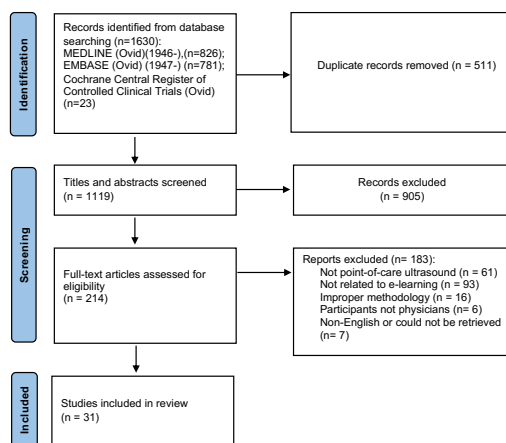 Identification
Records identified from database
searching (n=1630):
MEDLINE (Ovid)(1946-),(n=826);
EMBASE (Ovid) (1947-)(n=781);
Cochrane Central Register of
Controlled Clinical Trials (Ovid)
(n=23)
Duplicate records removed (n = 511)
Screening
Titles and abstracts screened
(n = 1119)
Records excluded
(n = 905)
Full-text articles assessed for
eligibility
(n = 214)
Reports excluded (n= 183):
Not point-of-care ultrasound (n = 61)
Not related to e-learning (n = 93)
Improper methodology (n = 16)
Participants not physicians (n= 6)
Non-English or could not be retrieved
(n= 7)
Included
Studies included in review
(n = 31)